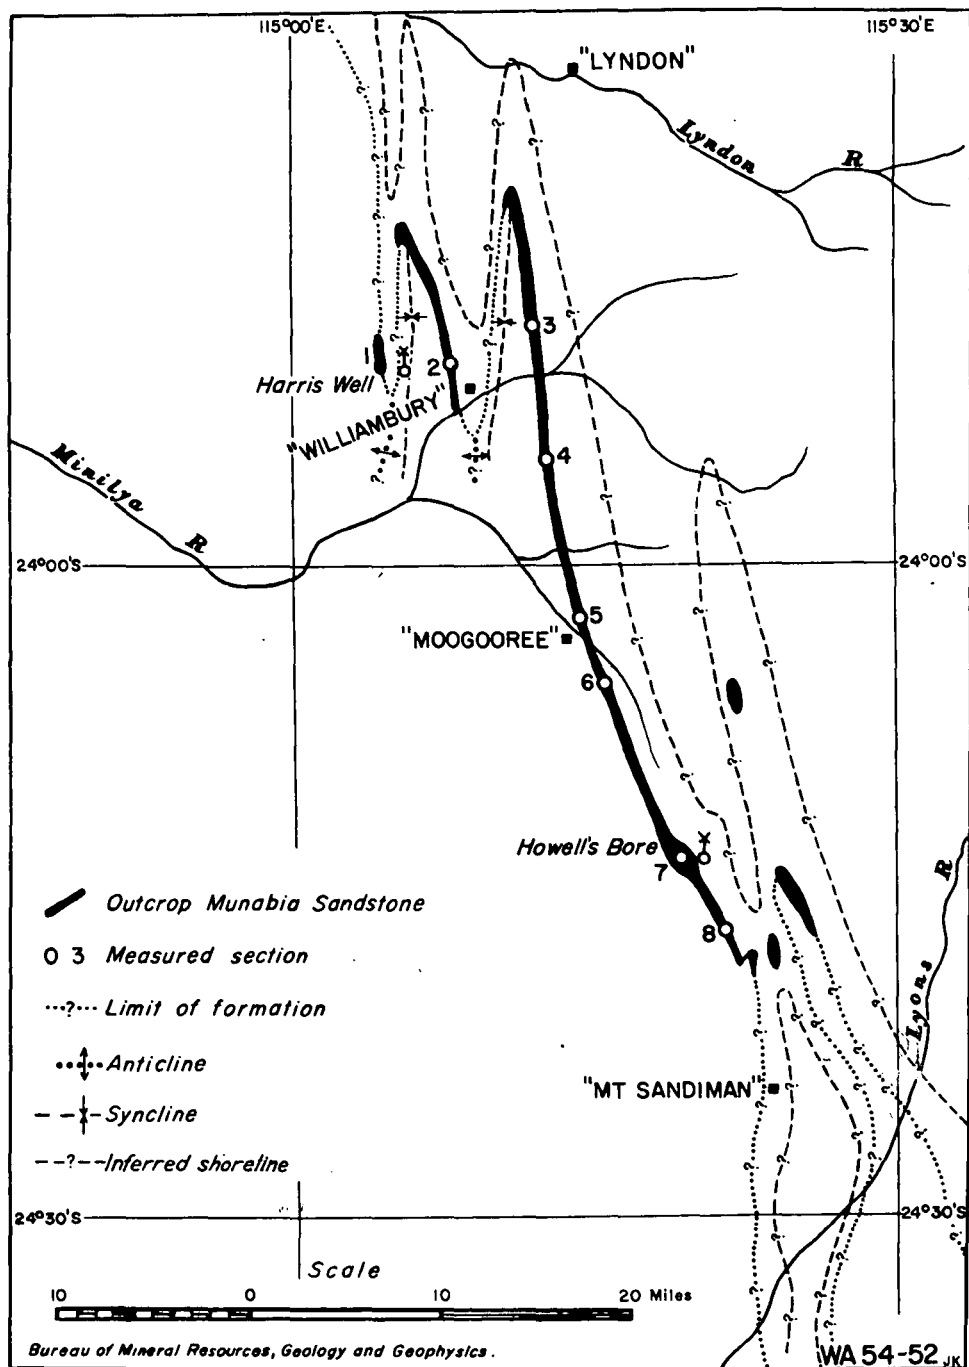 115°00'E
115°30'E
"LYNDON"
Lyndon R
1
Harris Well
2
3
"WILLIAMBURY"
4
Minilya R
24°00'S
24°00'S
5
"MOOGOOREE"
6
Howell's Bore
7
8
Lyons R
Outcrop Munabia Sandstone
3 Measured section
...?... Limit of formation
Anticline
Syncline
--?-- Inferred shoreline
"MT SANDIMAN"
24°30'S
24°30'S
Scale
10 0 10 20 Miles
Bureau of Mineral Resources, Geology and Geophysics.
WA 54-52 JK